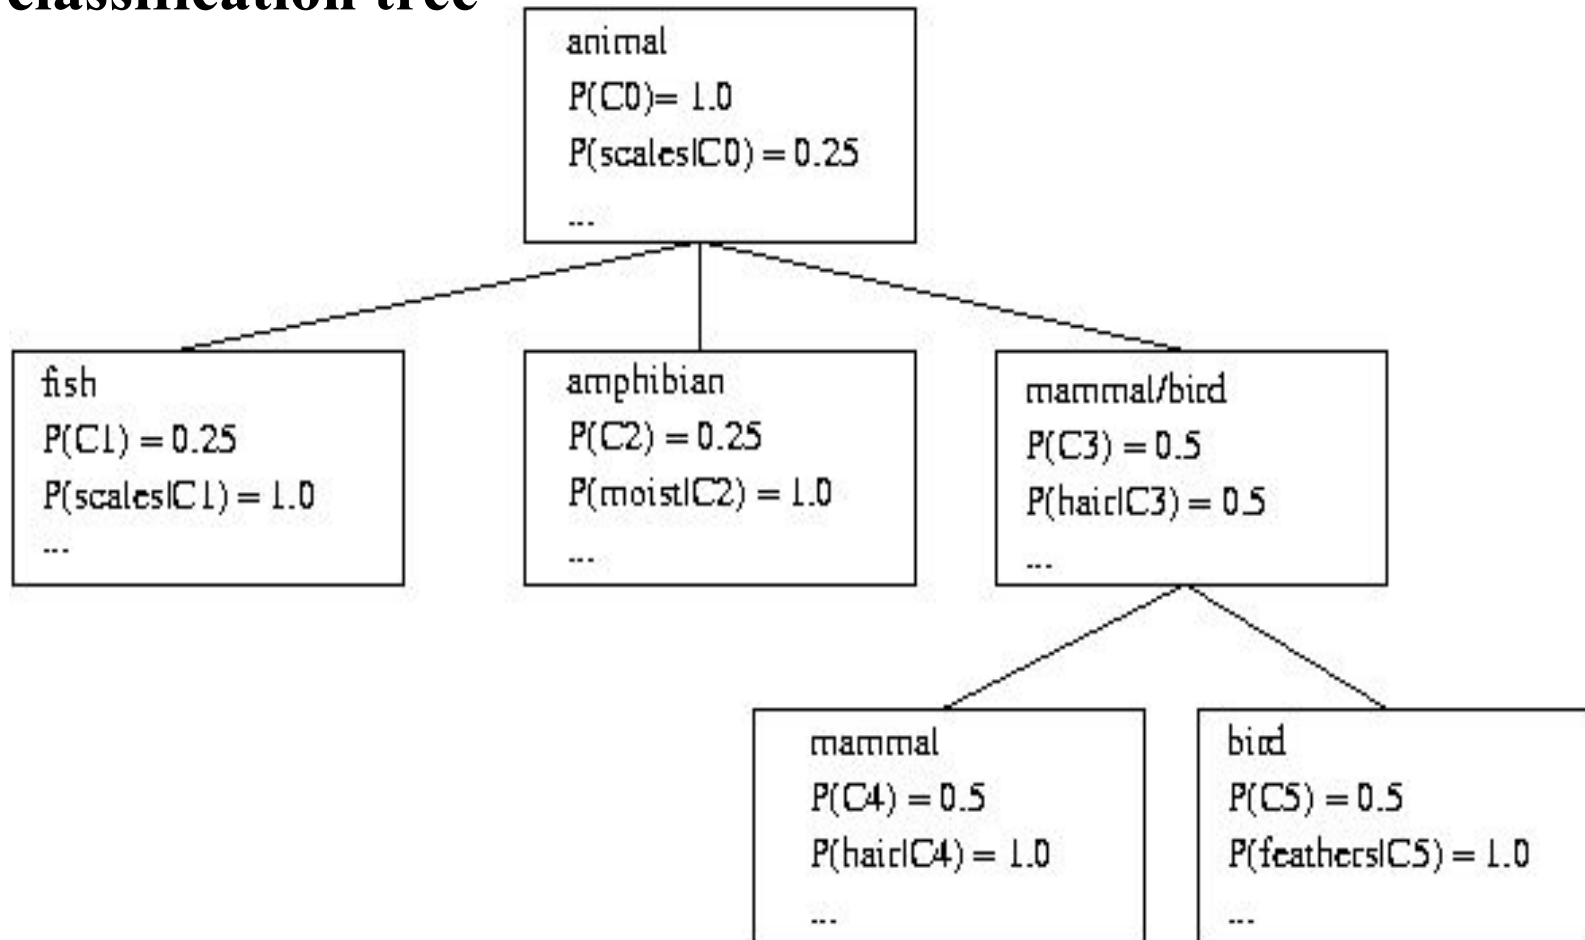 classification tree
animal
P(C0)= 1.0
P(scales|C0) = 0.25
...
fish
P(C1) = 0.25
P(scales|C1) = 1.0
...
amphibian
P(C2) = 0.25
P(moist|C2) = 1.0
...
mammal/bird
P(C3) = 0.5
P(hair|C3) = 0.5
...
mammal
P(C4) = 0.5
P(hair|C4) = 1.0
...
bird
P(C5) = 0.5
P(feathers|C5) = 1.0
...